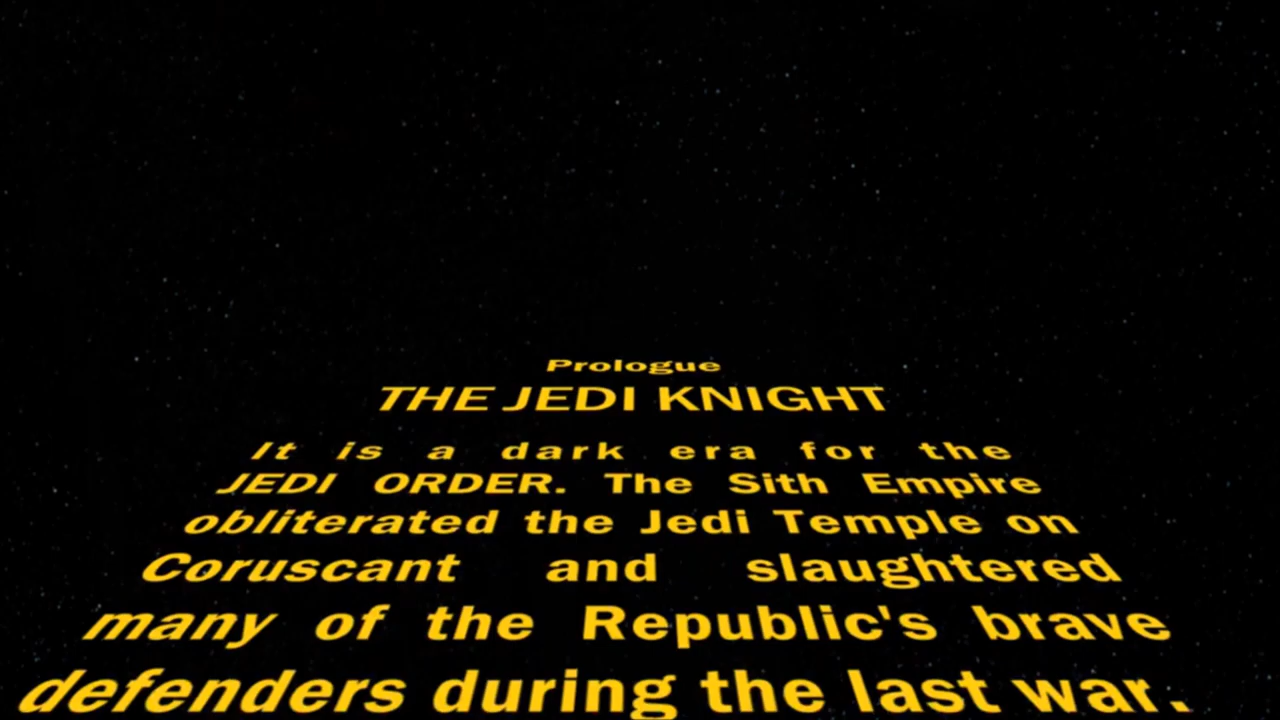 Prologue
THE JEDI KNIGHT
It is a dark era for the
JEDI ORDER. The Sith Empire
obliterated the Jedi Temple on
Coruscant and slaughtered
many of the Republic's brave
defenders during the last war.